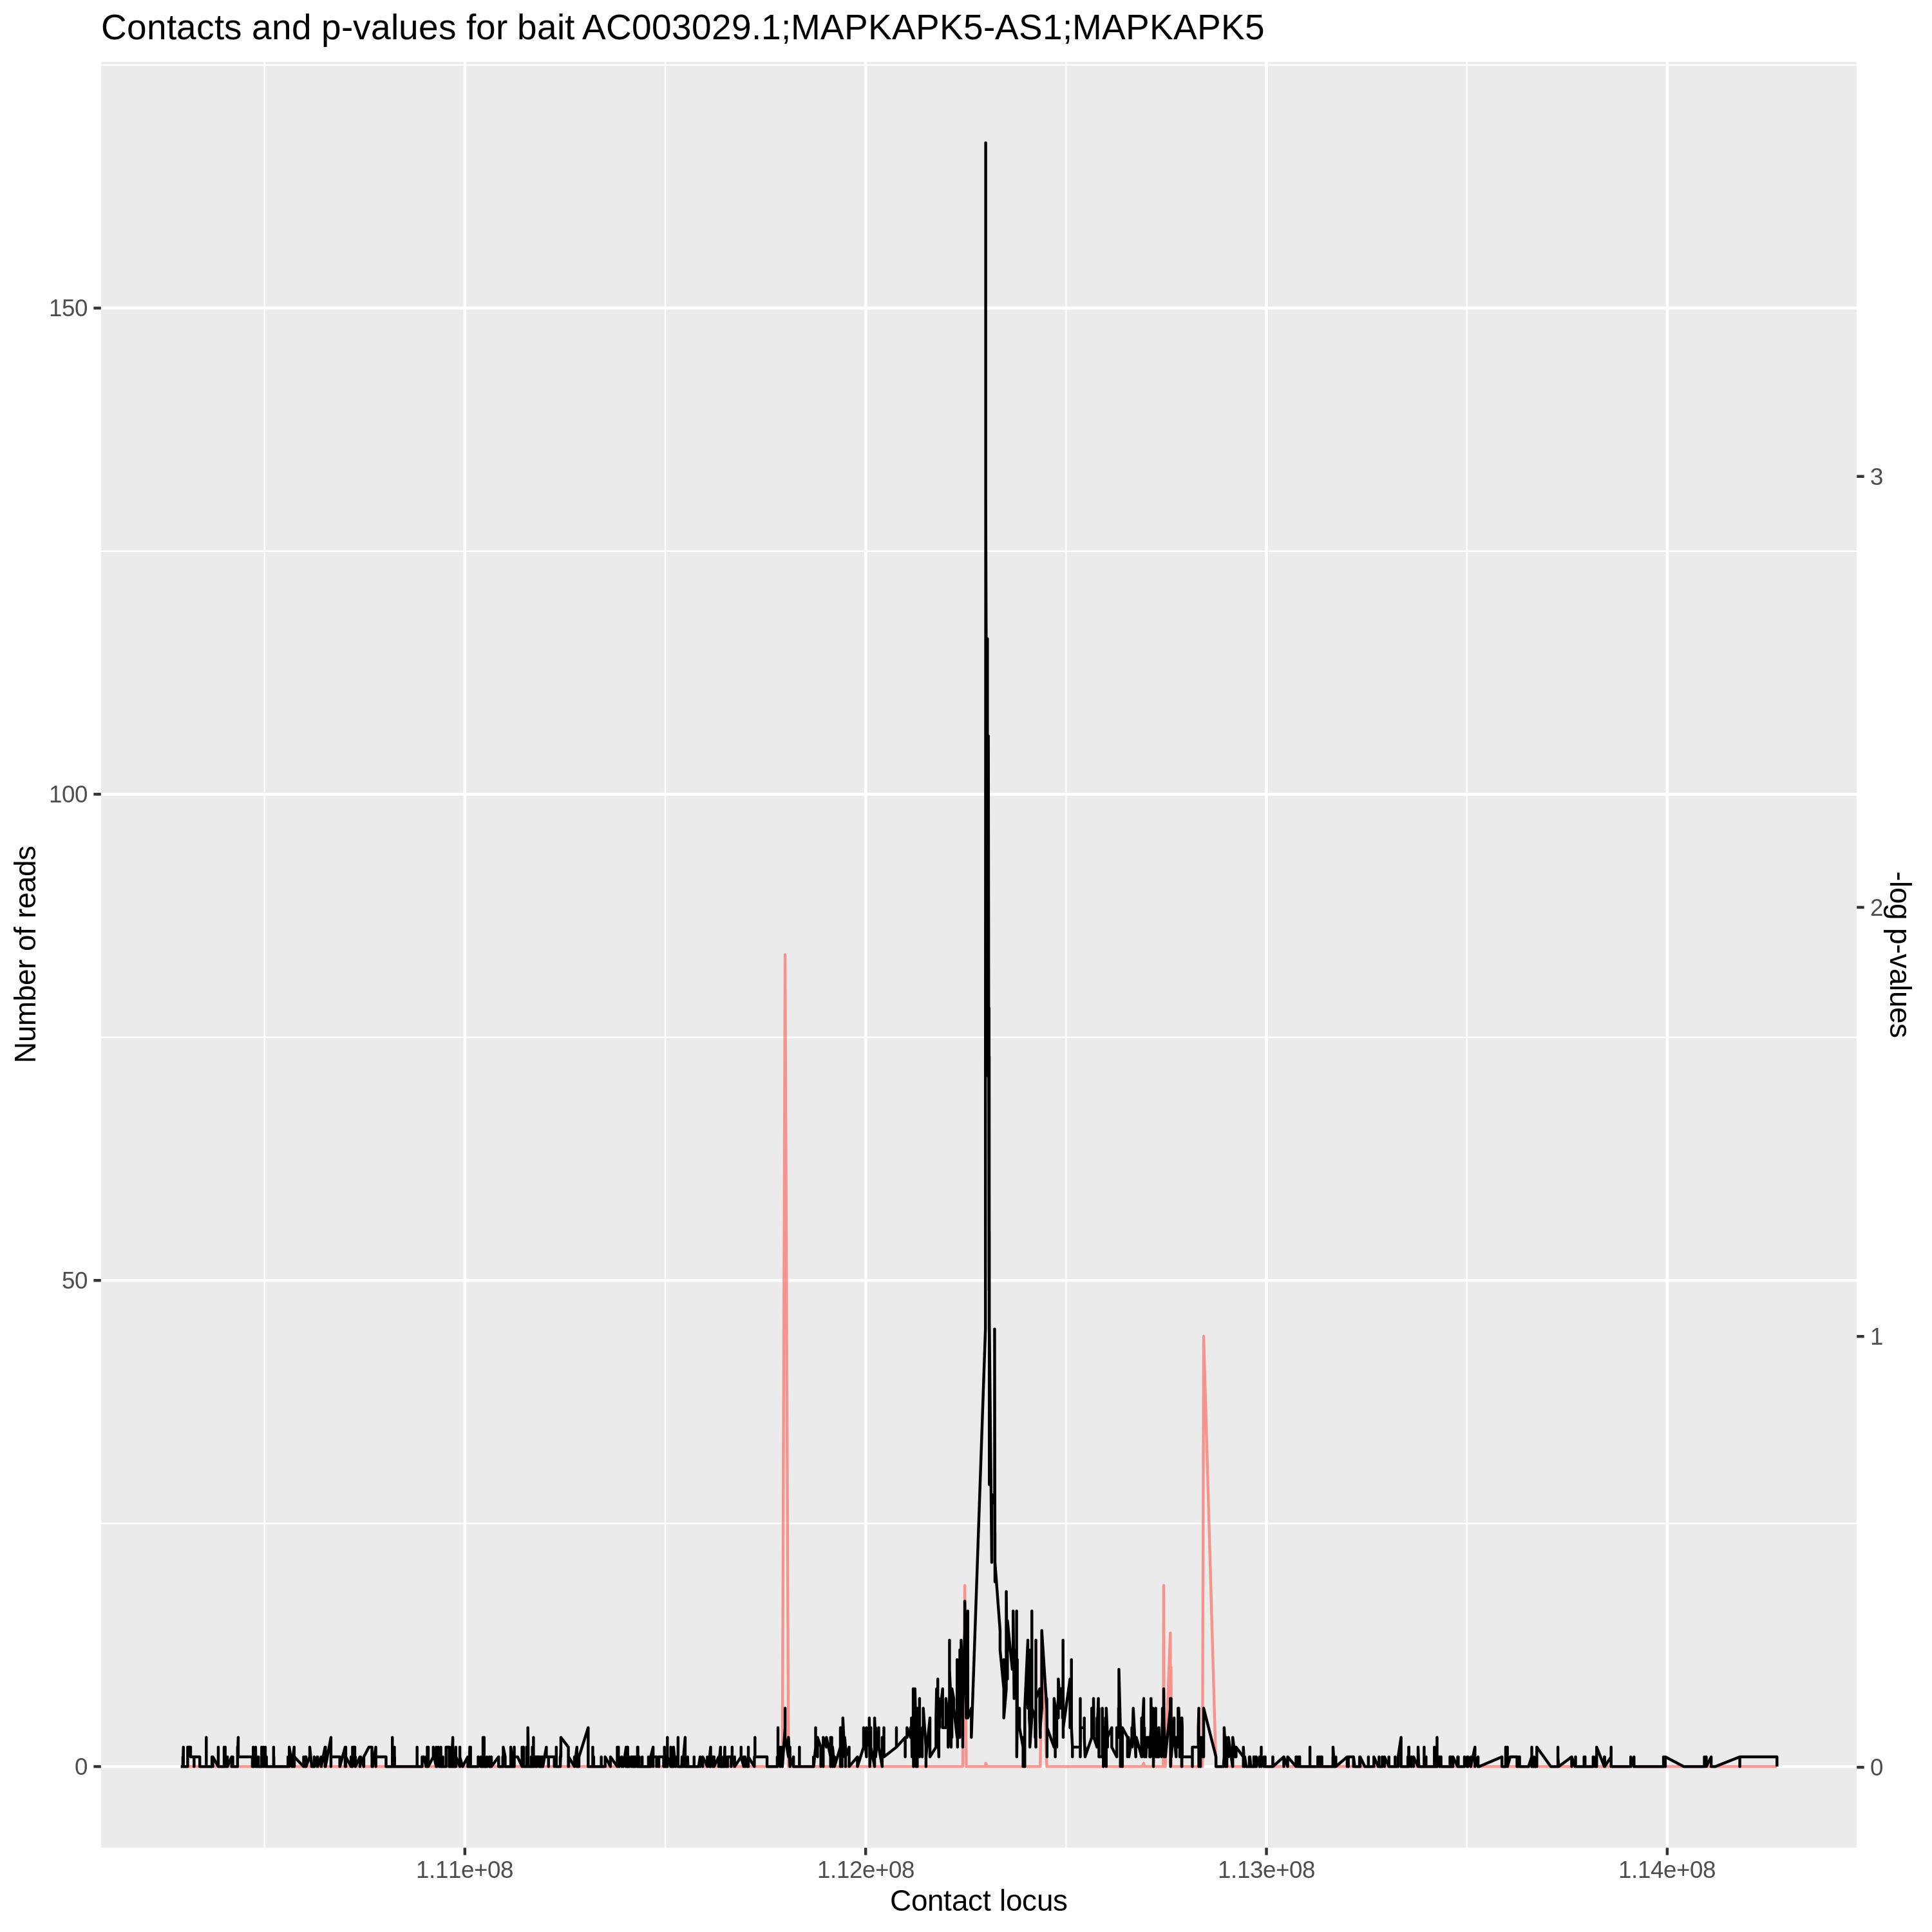 Contacts and p-values for bait AC003029.1;MAPKAPK5-AS1;MAPKAPK5
150
100
50
0
Number of reads
3
2
1
0
-log p-values
1.11e+08 1.12e+08 1.13e+08 1.14e+08
Contact locus